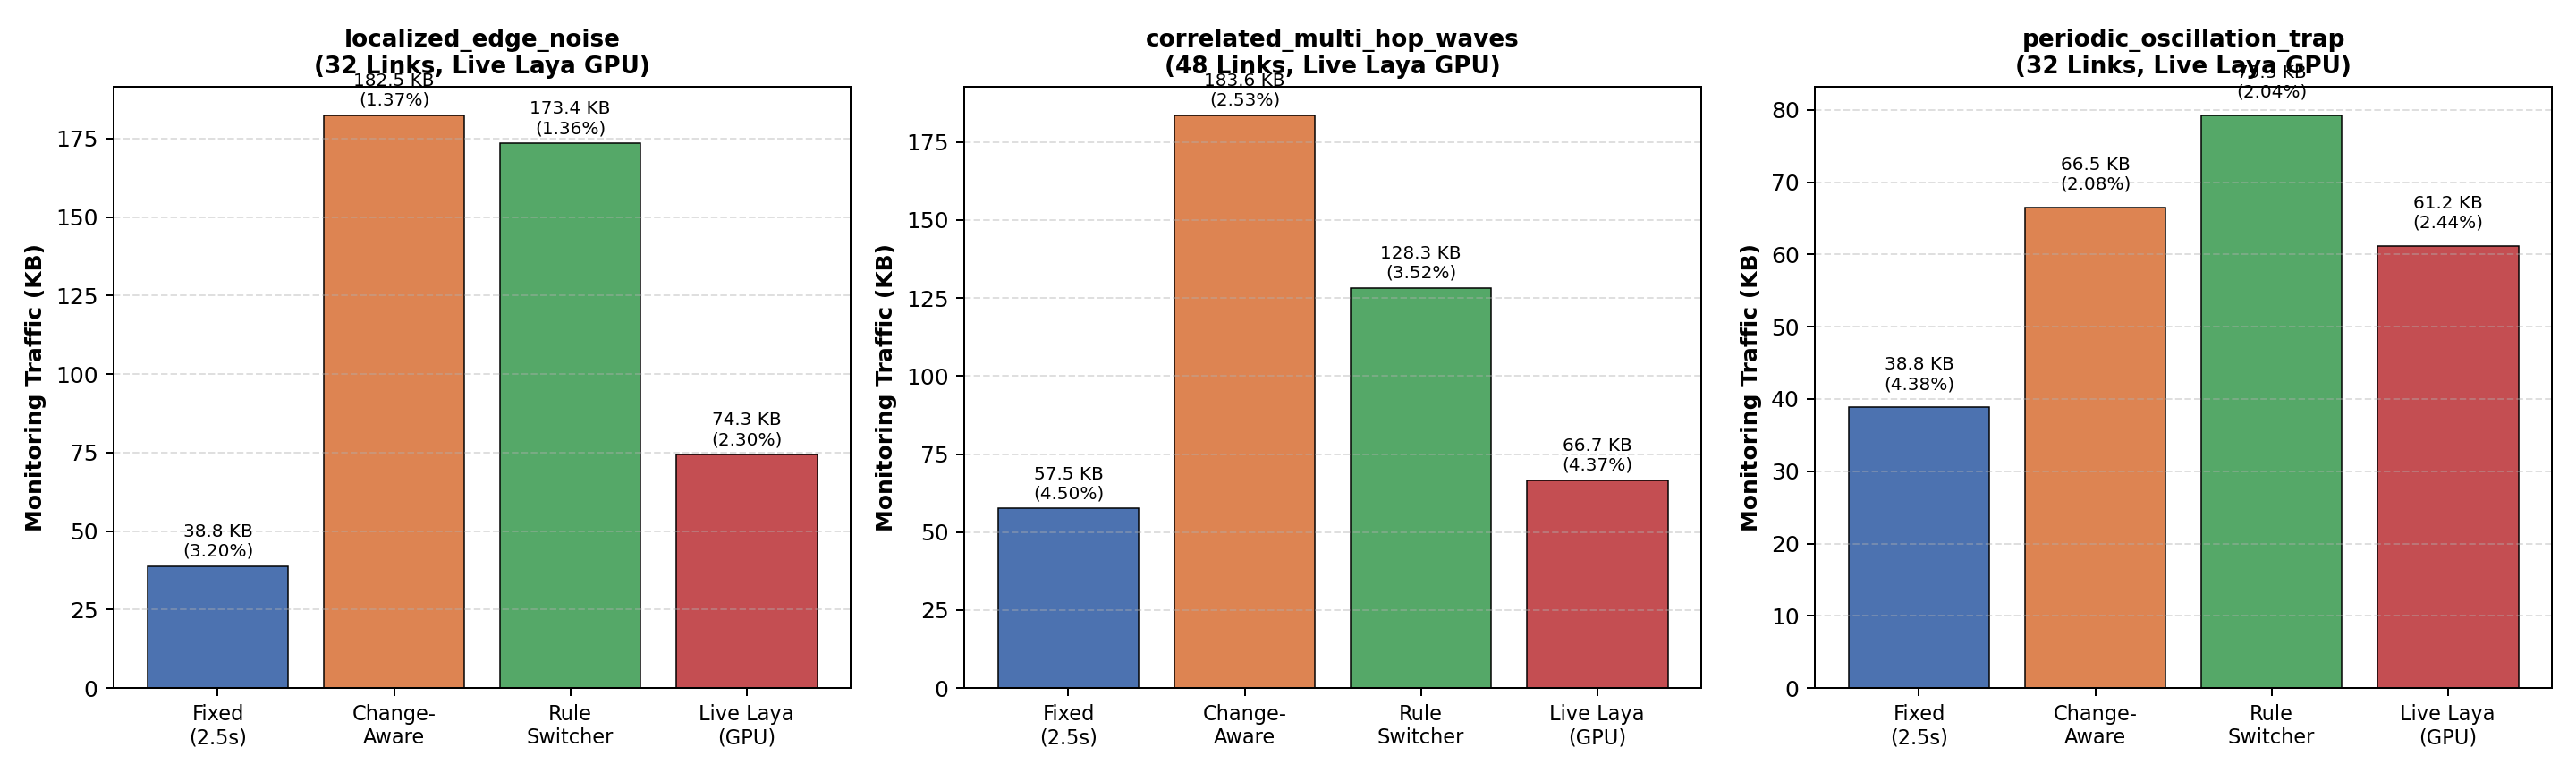 localized_edge_noise
(32 Links, Live Laya GPU)
Monitoring Traffic (KB)
175
150
125
100
75
50
25
0
38.8 KB
(3.20%)
182.5 KB
(1.37%)
173.4 KB
(1.36%)
74.3 KB
(2.30%)
Fixed
(2.5s)
Change-
Aware
Rule
Switcher
Live Laya
(GPU)
correlated_multi_hop_waves
(48 Links, Live Laya GPU)
Monitoring Traffic (KB)
175
150
125
100
75
50
25
0
57.5 KB
(4.50%)
183.6 KB
(2.53%)
128.3 KB
(3.52%)
66.7 KB
(4.37%)
Fixed
(2.5s)
Change-
Aware
Rule
Switcher
Live Laya
(GPU)
periodic_oscillation_trap
(32 Links, Live Laya GPU)
Monitoring Traffic (KB)
80
70
60
50
40
30
20
10
0
38.8 KB
(4.38%)
66.5 KB
(2.08%)
KB
(2.04%)
61.2 KB
(2.44%)
Fixed
(2.5s)
Change-
Aware
Rule
Switcher
Live Laya
(GPU)